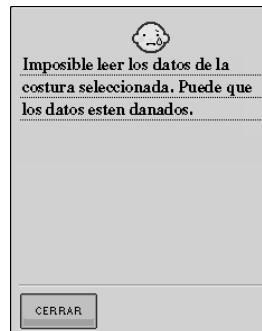 Imposible leer los datos de la
costura seleccionada. Puede que
los datos esten danados.
CERRAR